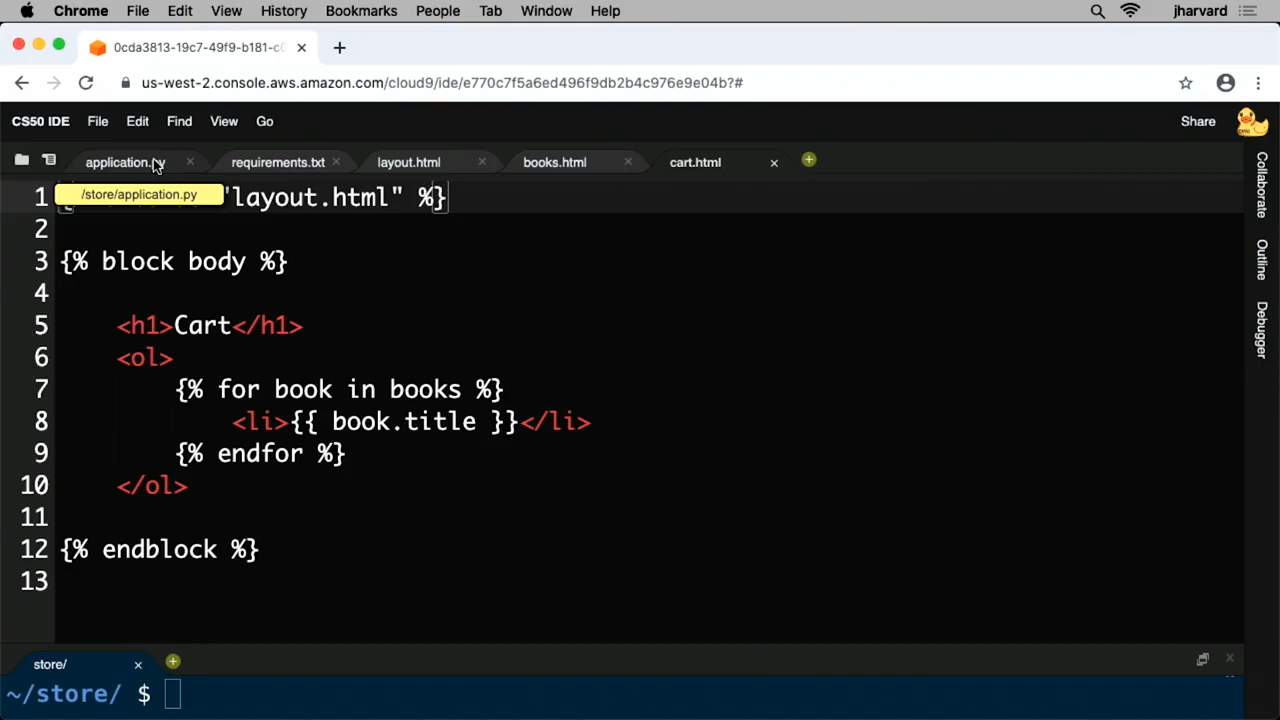 Chrome File Edit View History Bookmarks People Tab Window Help jharvard
0cda3813-19c7-49f9-b181-c0
us-west-2.console.aws.amazon.com/cloud9/ide/e770c7f5a6ed496f9db2b4c976e9e04b?#
CS50 IDE File Edit Find View Go Share
application.py requirements.txt layout.html books.html cart.html
/store/application.py
1 "layout.html" %}
2
3 {% block body %}
4
5 <h1>Cart</h1>
6 <ol>
7 {% for book in books %}
8 <li>{{ book.title }}</li>
9 {% endfor %}
10 </ol>
11
12 {% endblock %}
13
Collaborate
Outline
Debugger
store/
~/store/ $